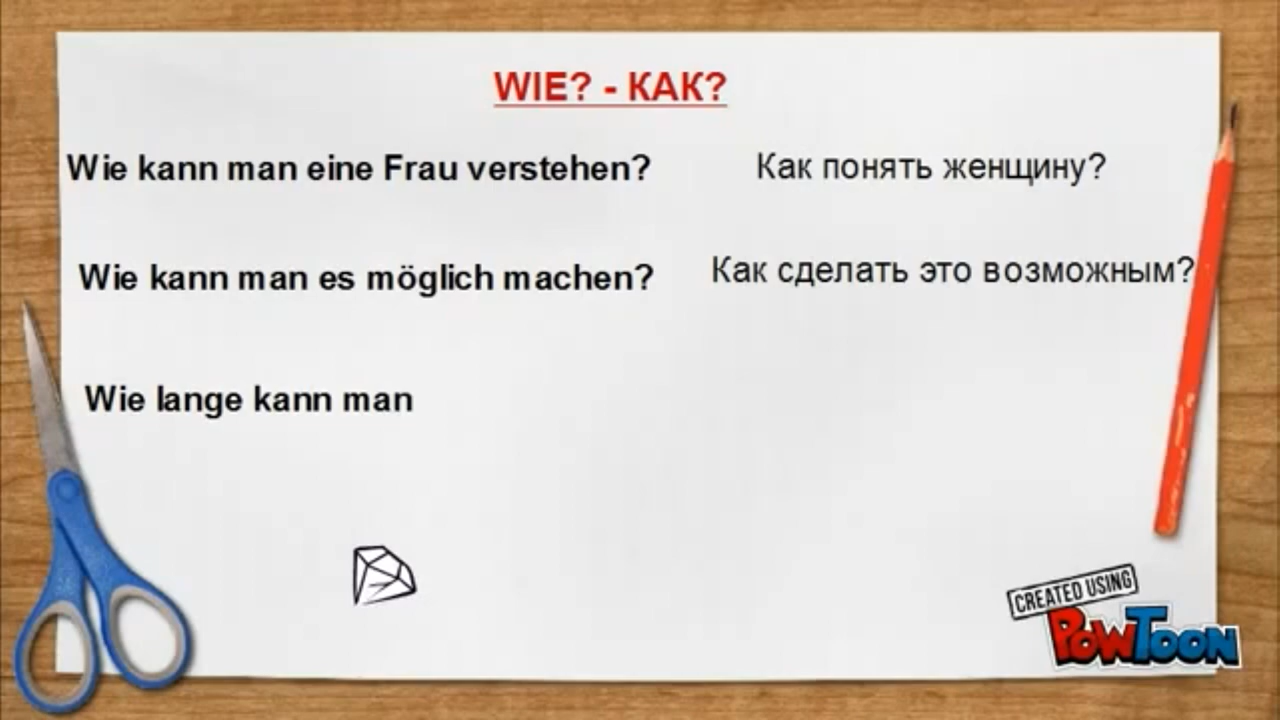 WIE? - КАК?
Wie kann man eine Frau verstehen? Как понять женщину?
Wie kann man es möglich machen? Как сделать это возможным?
Wie lange kann man
CREATED USING
POWTOON